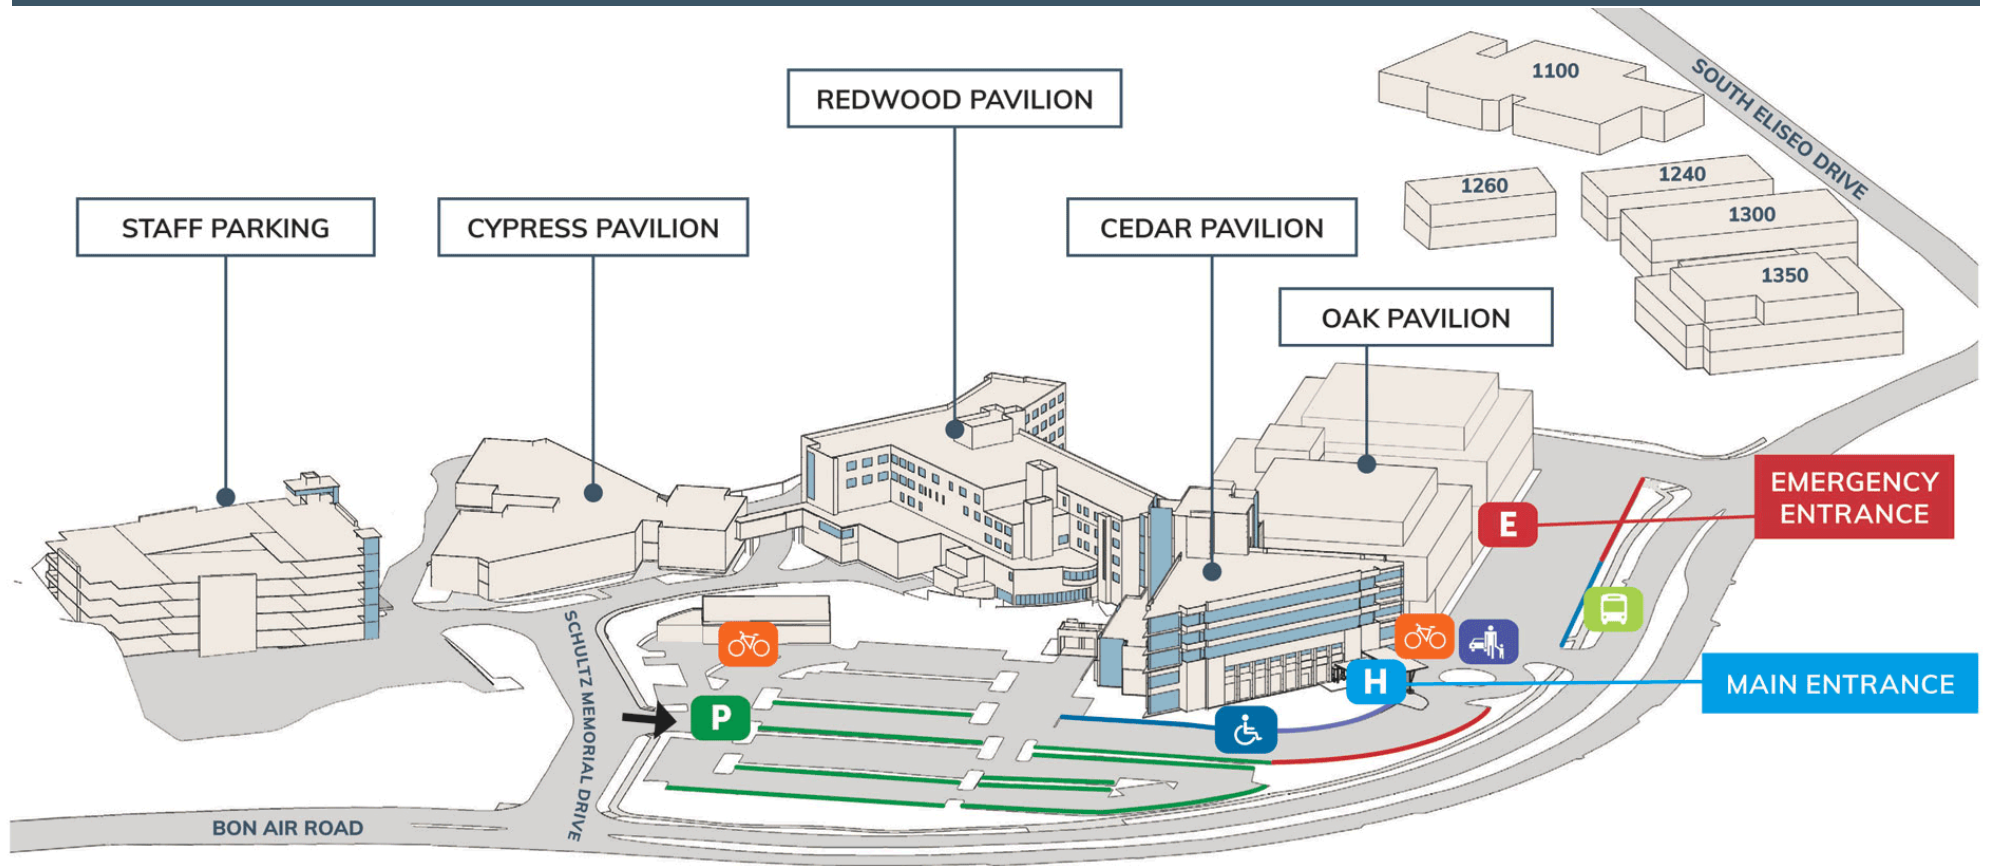 REDWOOD PAVILION
STAFF PARKING
CYPRESS PAVILION
CEDAR PAVILION
OAK PAVILION
1100
SOUTH ELISEO DRIVE
1260
1240
1300
1350
EMERGENCY
ENTRANCE
E
H
MAIN ENTRANCE
P
SCHULTZ MEMORIAL DRIVE
BON AIR ROAD